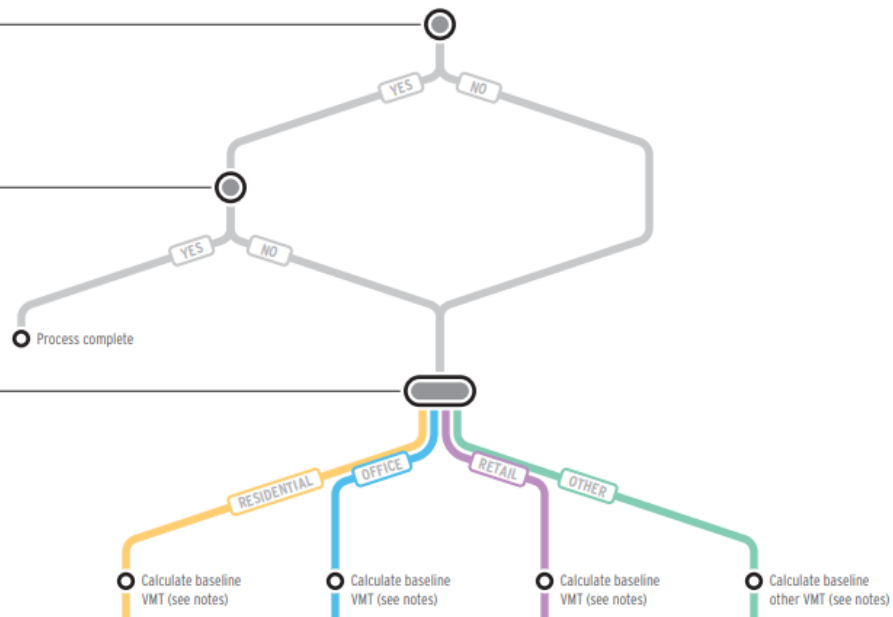 YES
NO
YES
NO
Process complete
RESIDENTIAL
OFFICE
RETAIL
OTHER
Calculate baseline
VMT (see notes)
Calculate baseline
VMT (see notes)
Calculate baseline
VMT (see notes)
Calculate baseline
other VMT (see notes)